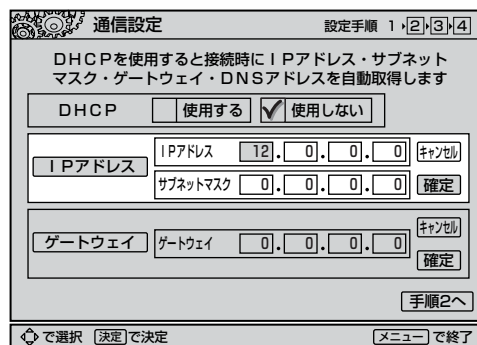 通信設定 設定手順 1 2 3 4
DHCPを使用すると接続時にIPアドレス・サブネット
マスク・ゲートウェイ・DNSアドレスを自動取得します
DHCP 使用する 使用しない
IPアドレス
IPアドレス 12. 0. 0. 0 キャンセル
サブネットマスク 0. 0. 0. 0 確定
ゲートウェイ
ゲートウェイ 0. 0. 0. 0 キャンセル
確定
手順2へ
で選択 決定で決定 メニューで終了